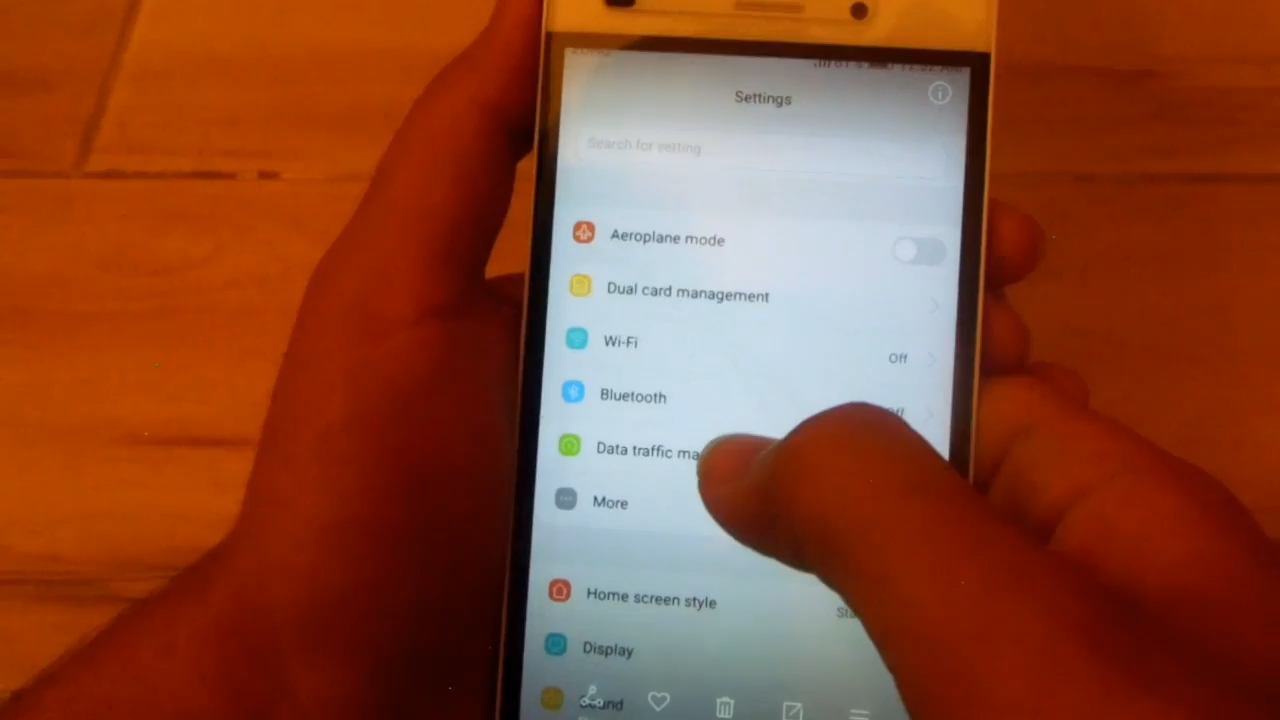 Settings
Search for setting
Aeroplane mode
Dual card management
Wi-Fi
Off
Bluetooth
Data traffic ma
More
Home screen style
Display